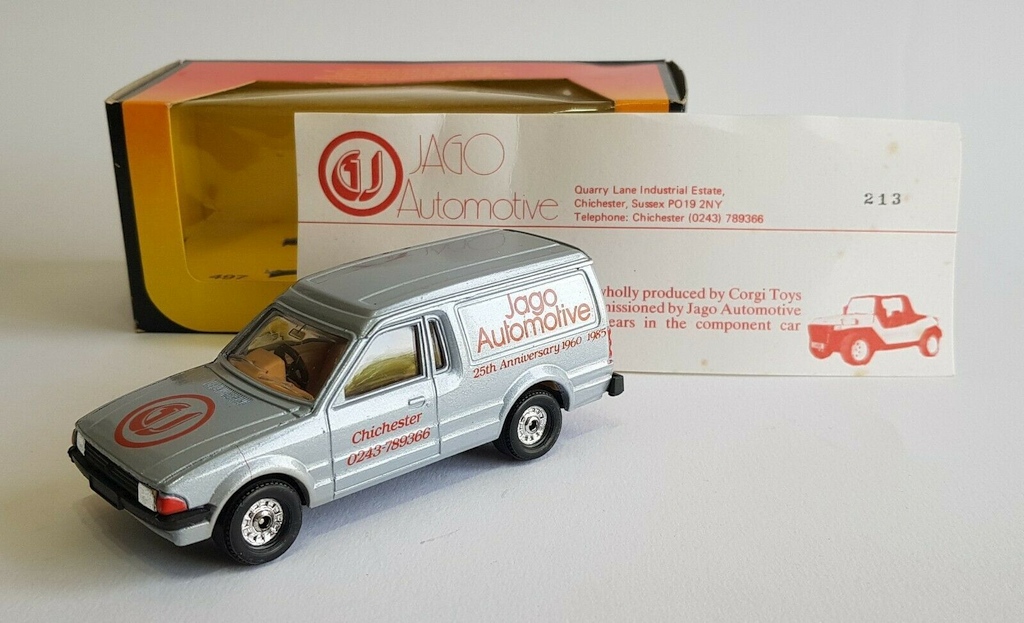 JAGO
Automotive
Quarry Lane Industrial Estate,
Chichester, Sussex PO19 2NY
Telephone: Chichester (0243) 789366
213
wholly produced by Corgi Toys
missioned by Jago Automotive
ears in the component car
497
Jago
Automotive
25th Anniversary 1960 1985
Chichester
0243-789366
GJ